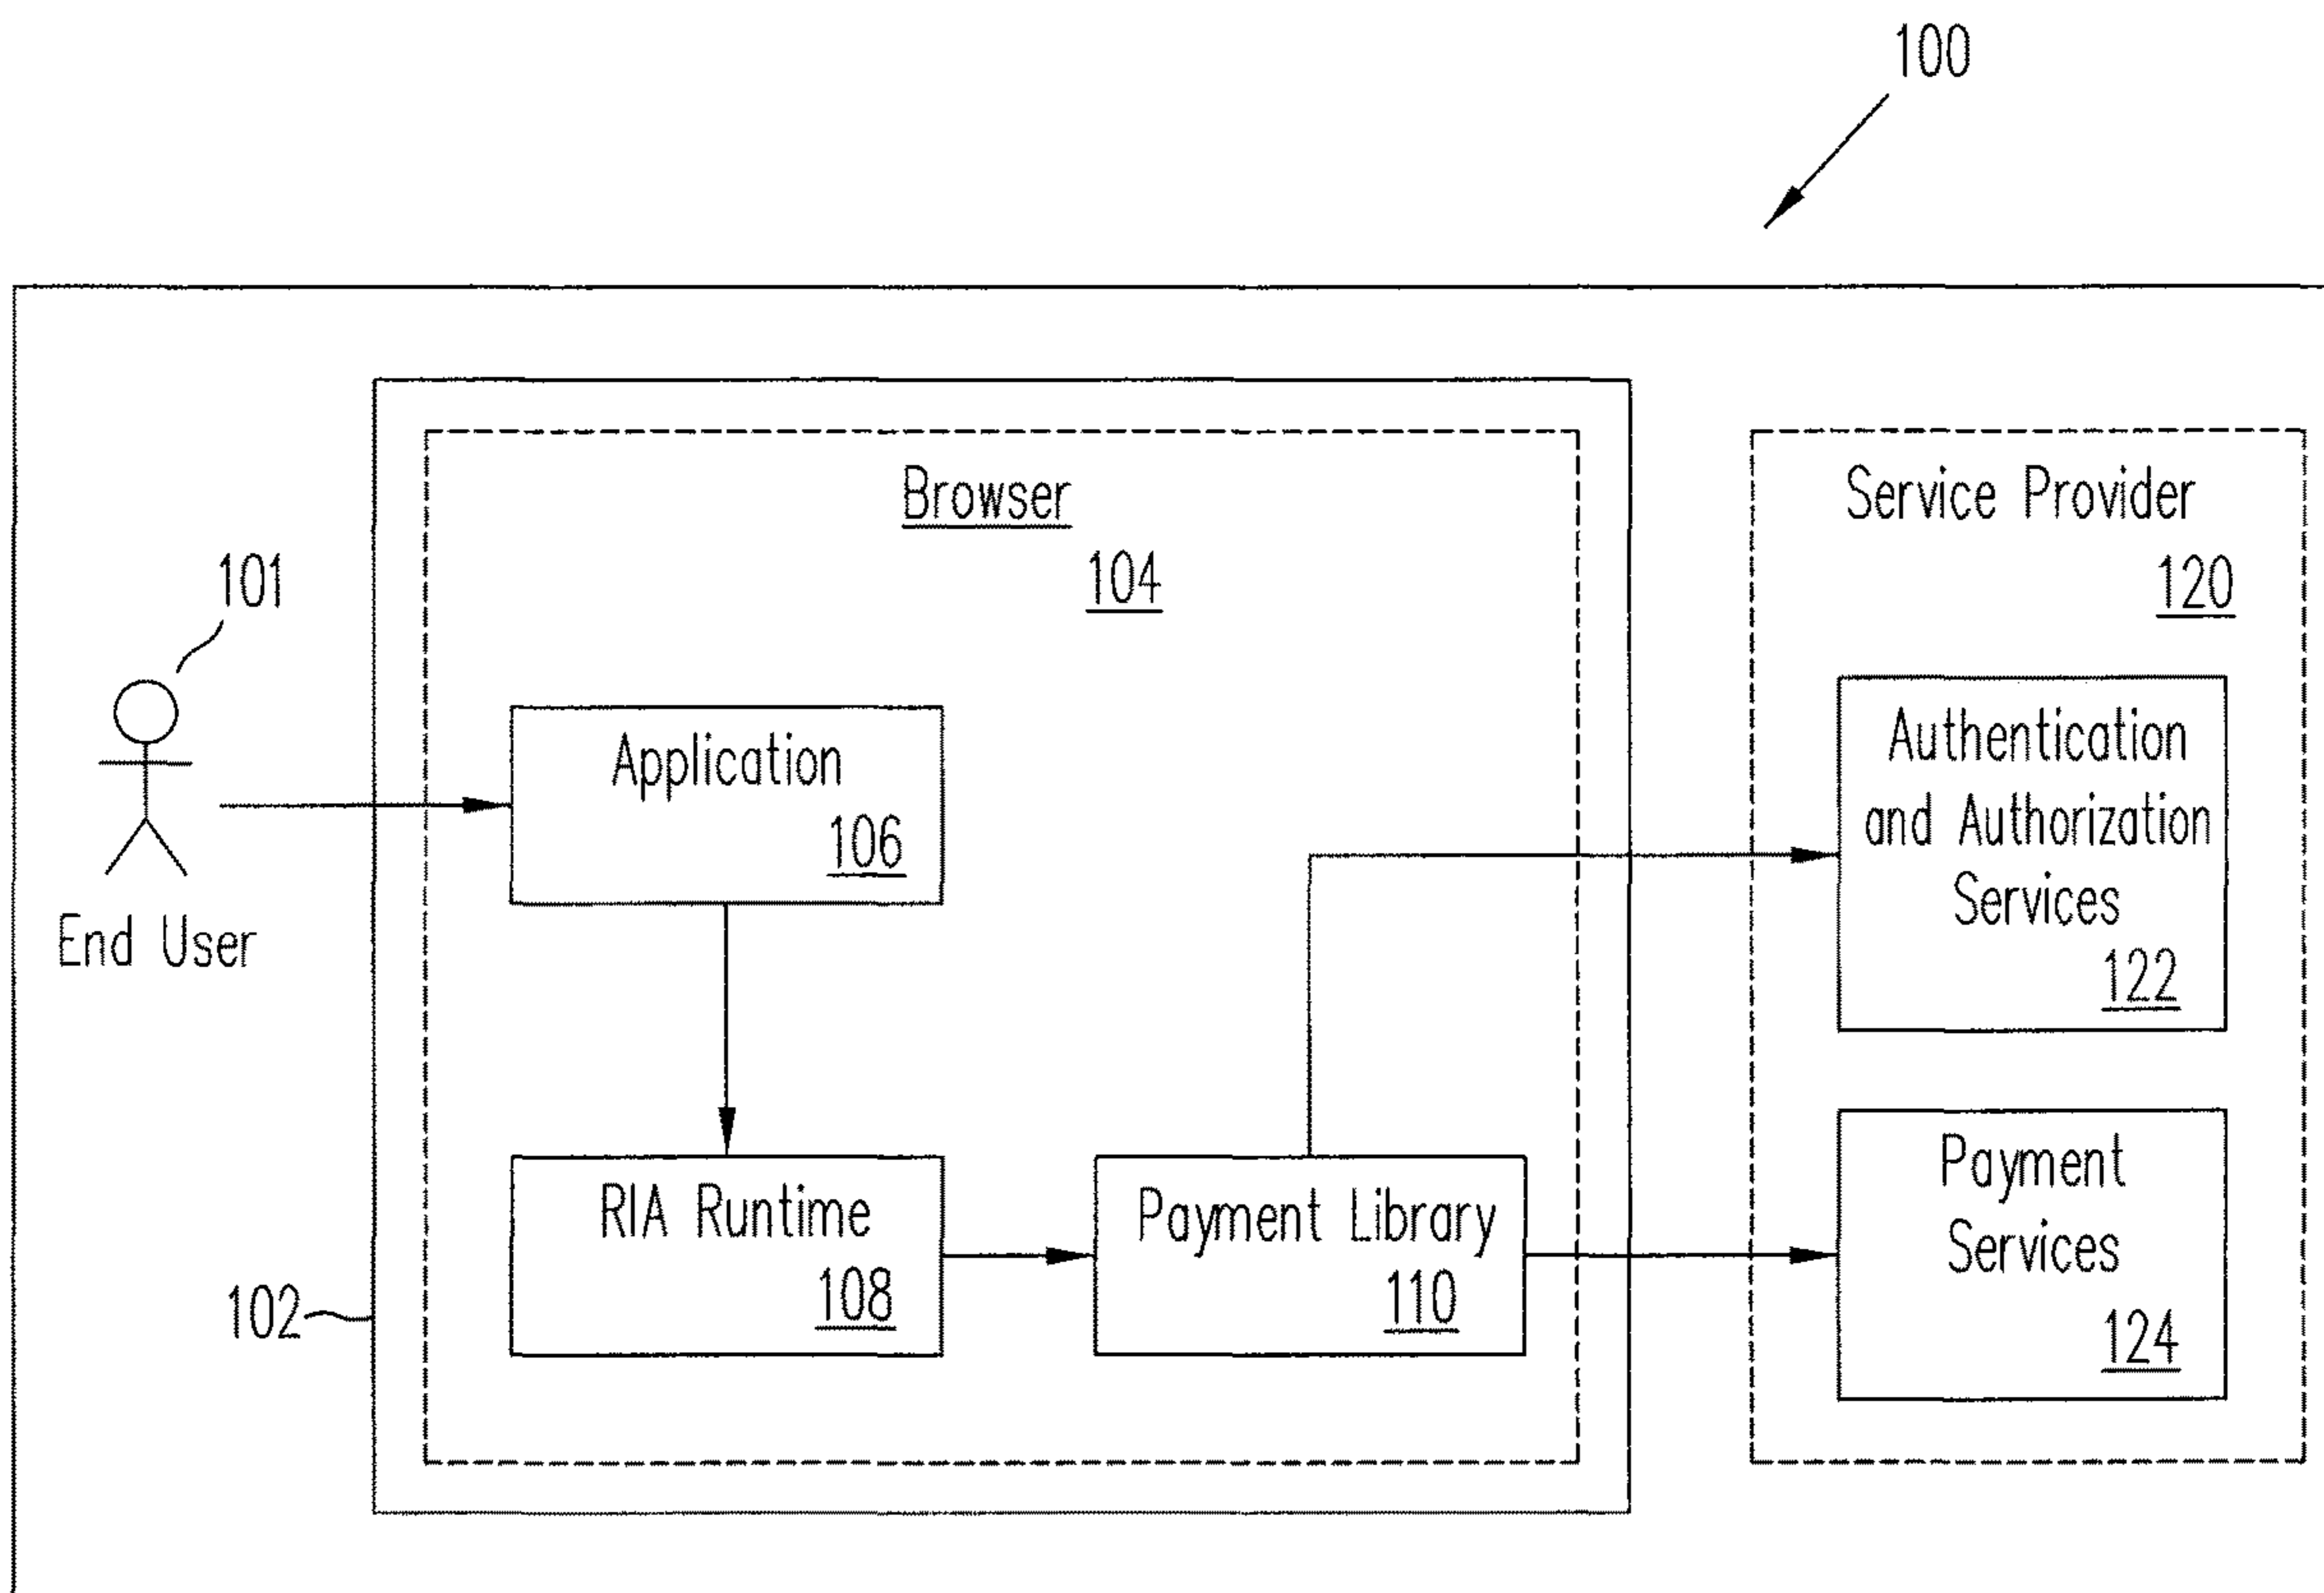 100
Browser
104
Service Provider
120
101
End User
Application
106
Authentication
and Authorization
Services
122
RIA Runtime
108
Payment Library
110
Payment
Services
124
102